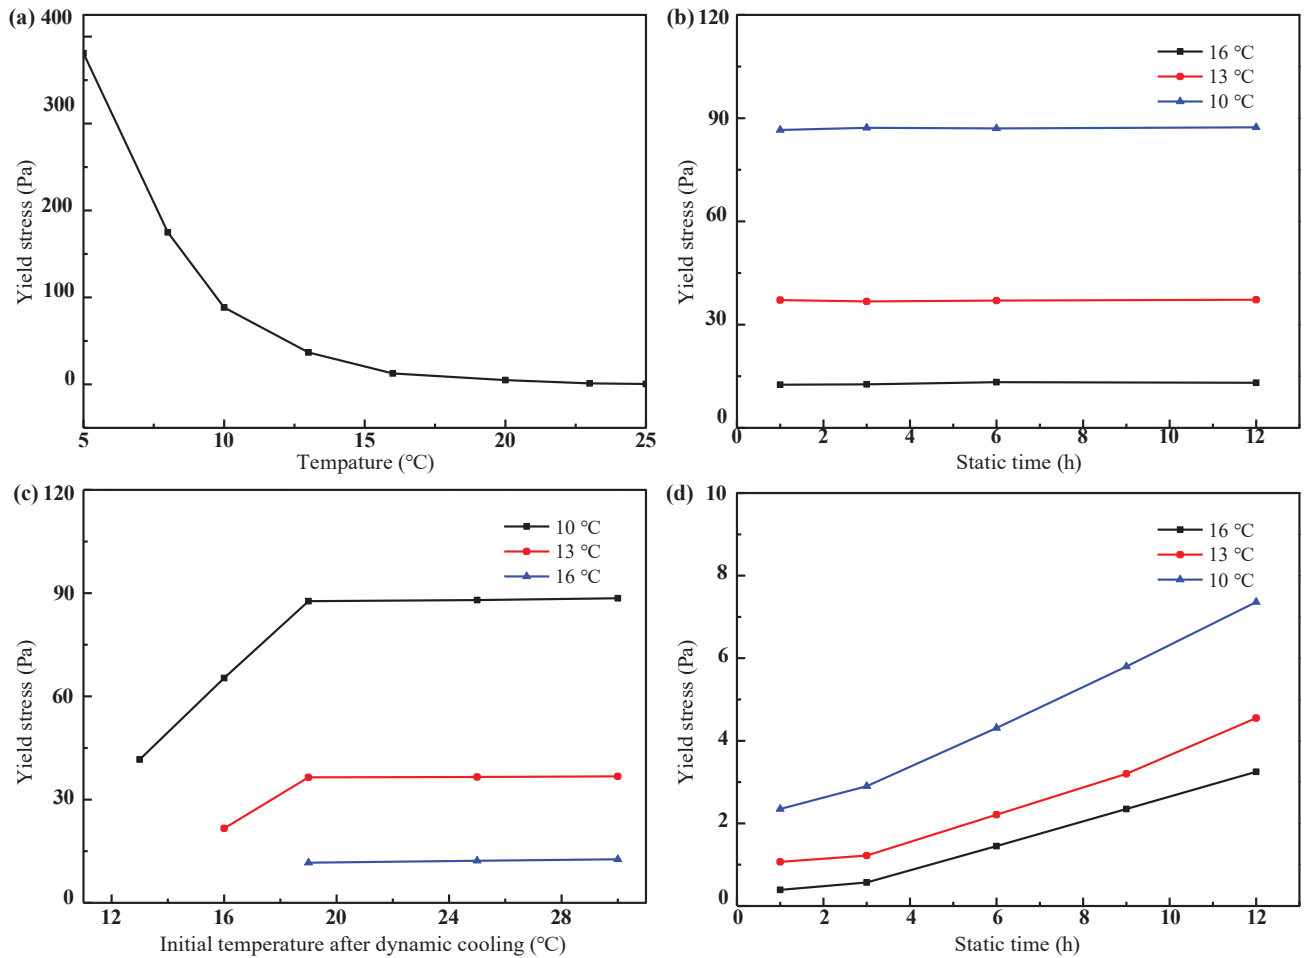 (a)
400
300
200
100
0
Yield stress (Pa)
5 10 15 20 25
Tempature (℃)
(b)
120
90
60
30
0
Yield stress (Pa)
16 ℃
13 ℃
10 ℃
0 2 4 6 8 10 12
Static time (h)
(c)
120
90
60
30
0
Yield stress (Pa)
10 ℃
13 ℃
16 ℃
12 16 20 24 28
Initial temperature after dynamic cooling (℃)
(d)
10
8
6
4
2
0
Yield stress (Pa)
16 ℃
13 ℃
10 ℃
0 2 4 6 8 10 12
Static time (h)